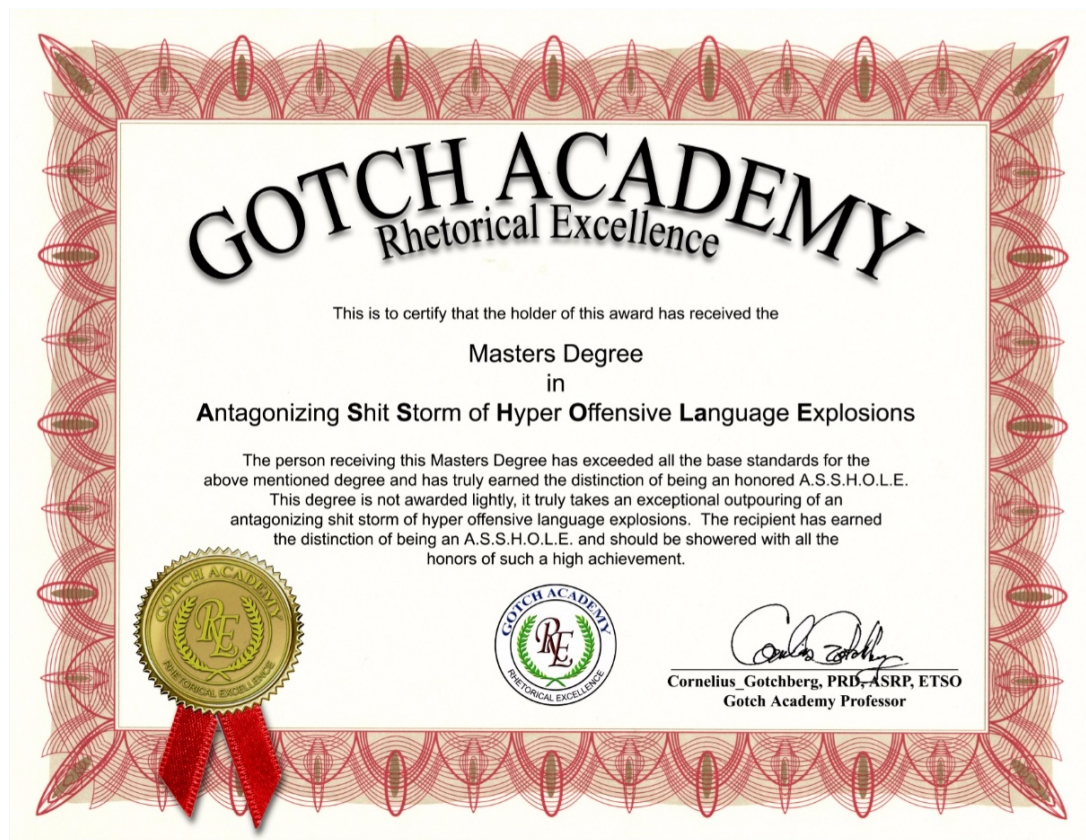 GOTCH ACADEMY
Rhetorical Excellence
This is to certify that the holder of this award has received the
Masters Degree
in
Antagonizing Shit Storm of Hyper Offensive Language Explosions
The person receiving this Masters Degree has exceeded all the base standards for the
above mentioned degree and has truly earned the distinction of being an honored A.S.S.H.O.L.E.
This degree is not awarded lightly, it truly takes an exceptional outpouring of an
antagonizing shit storm of hyper offensive language explosions. The recipient has earned
the distinction of being an A.S.S.H.O.L.E. and should be showered with all the
honors of such a high achievement.
GOTCH ACADEMY
RE
RHETORICAL EXCELLENCE
GOTCH ACADEMY
RE
RHETORICAL EXCELLENCE
Cornelius_Gotchberg, PRD, ASRP, ETSO
Gotch Academy Professor